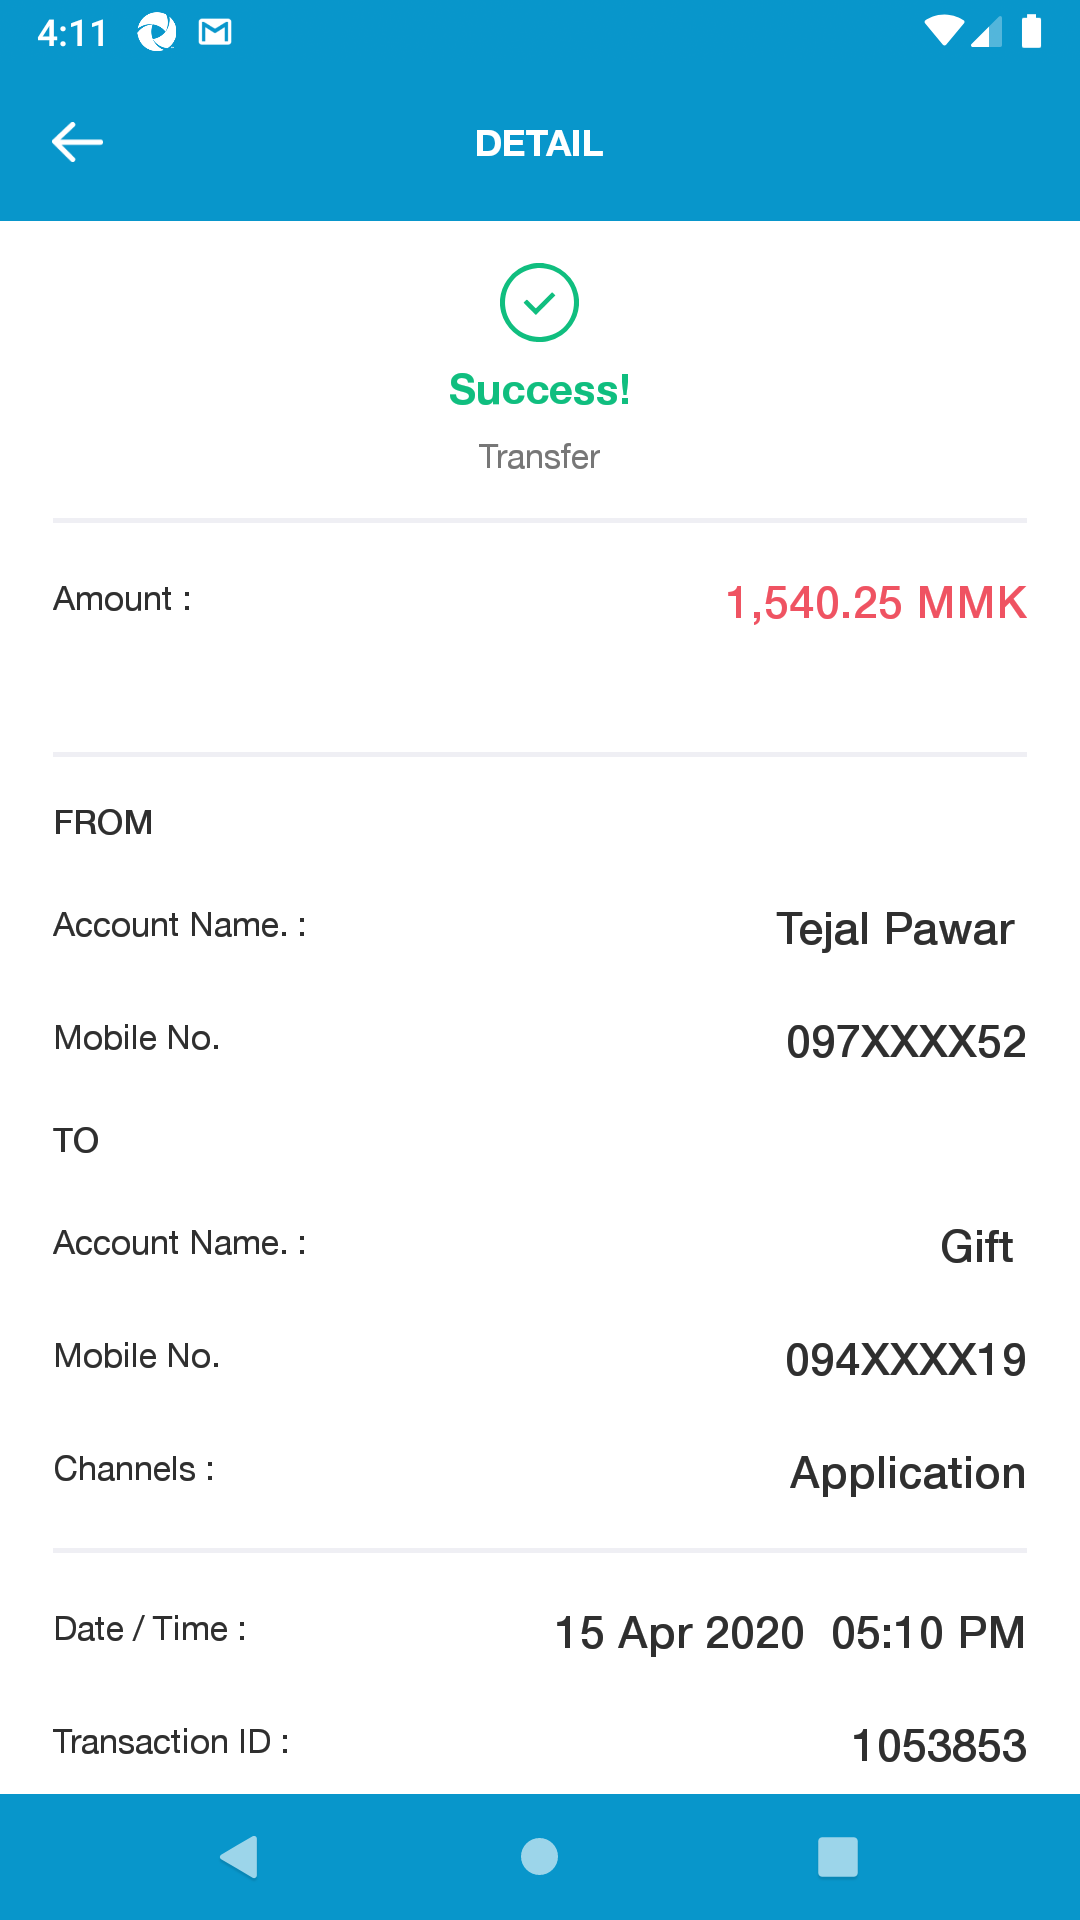 4:11
DETAIL
Success!
Transfer
Amount : 1,540.25 MMK
FROM
Account Name. : Tejal Pawar
Mobile No. 097XXXX52
TO
Account Name. : Gift
Mobile No. 094XXXX19
Channels : Application
Date / Time : 15 Apr 2020 05:10 PM
Transaction ID : 1053853